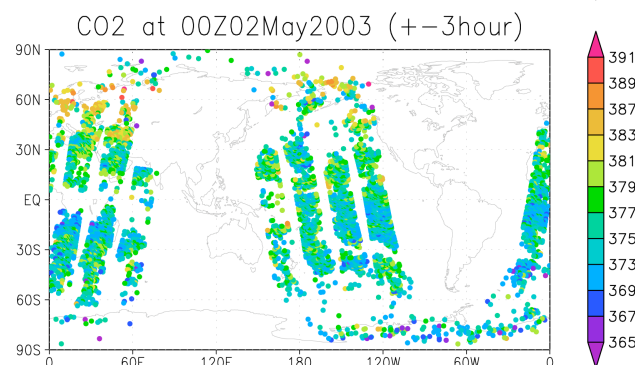 CO2 at 00Z02May2003 (+−3hour)
90N
60N
30N
EQ
30S
60S
90S
0 60E 120E 180 120W 60W 0
391
389
387
383
381
379
377
375
373
369
367
365